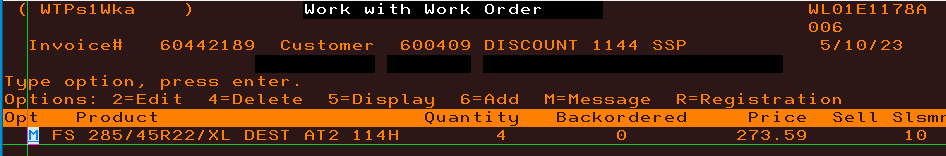 ( WTPs1Wka    ) Work with Work Order WL01E1178A
006
Invoice# 60442189 Customer 600409 DISCOUNT 1144 SSP 5/10/23
Type option, press enter.
Options: 2=Edit 4=Delete 5=Display 6=Add M=Message R=Registration
Opt Product Quantity Backordered Price Sell Slsmn
M FS 285/45R22/XL DEST AT2 114H 4 0 273.59 10